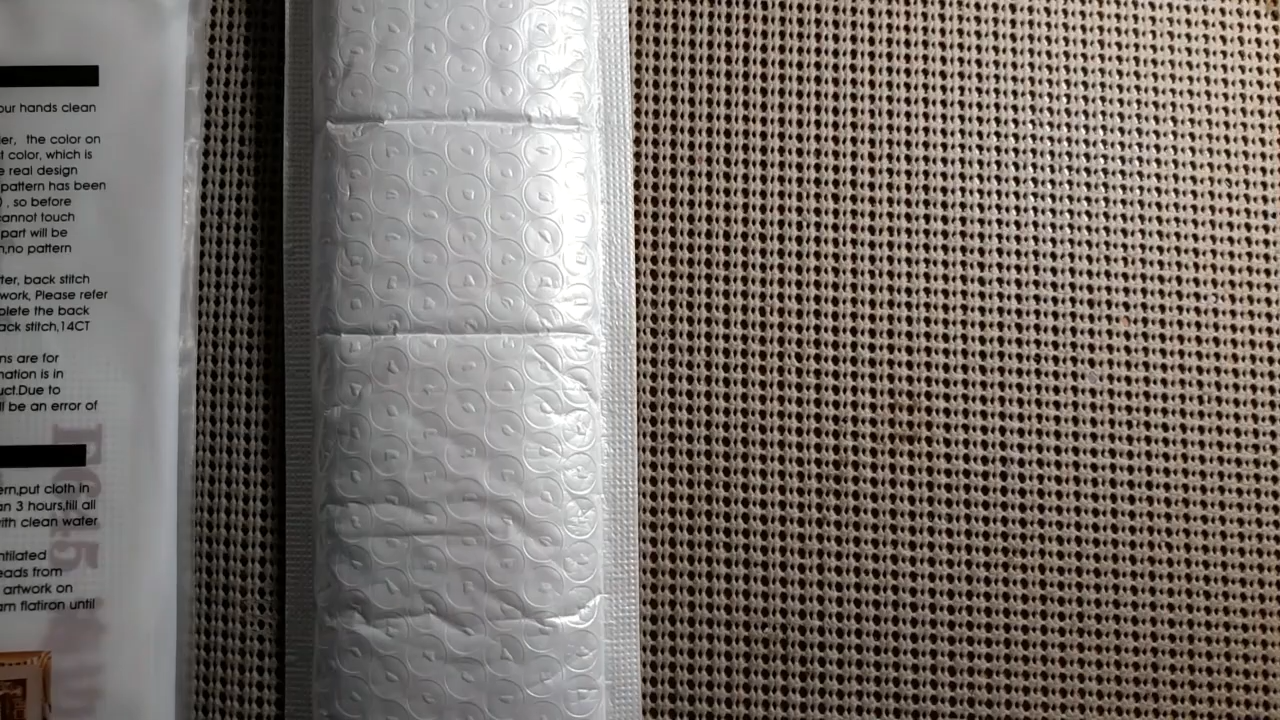 our hands clean
er, the color on
t color, which is
e real design
pattern has been
) , so before
cannot touch
part will be
n,no pattern
ter, back stitch
work, Please refer
plete the back
ack stitch,14CT
ns are for
nation is in
uct.Due to
ll be an error of
ern,put cloth in
an 3 hours,till all
with clean water
ntilated
eads from
artwork on
arn flatiron until